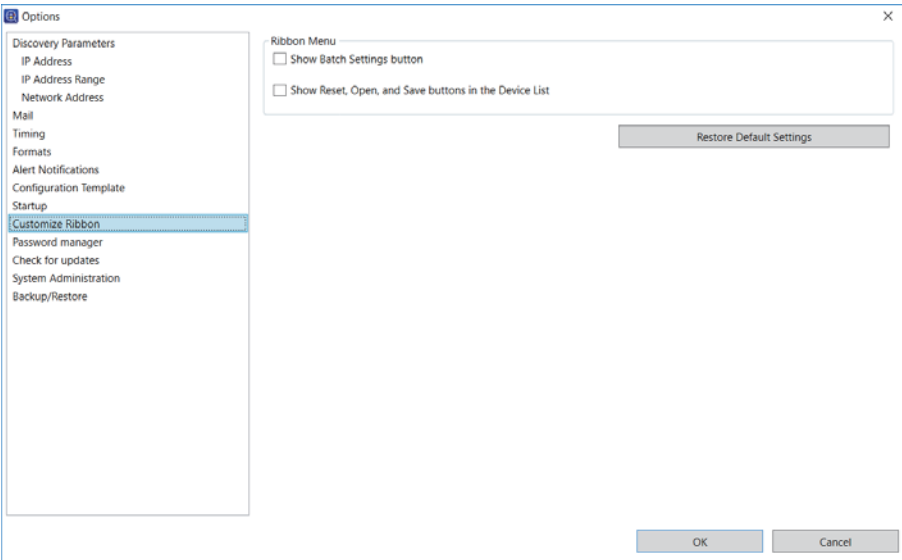 Options
Discovery Parameters
IP Address
IP Address Range
Network Address
Mail
Timing
Formats
Alert Notifications
Configuration Template
Startup
Customize Ribbon
Password manager
Check for updates
System Administration
Backup/Restore
Ribbon Menu
Show Batch Settings button
Show Reset, Open, and Save buttons in the Device List
Restore Default Settings
OK
Cancel